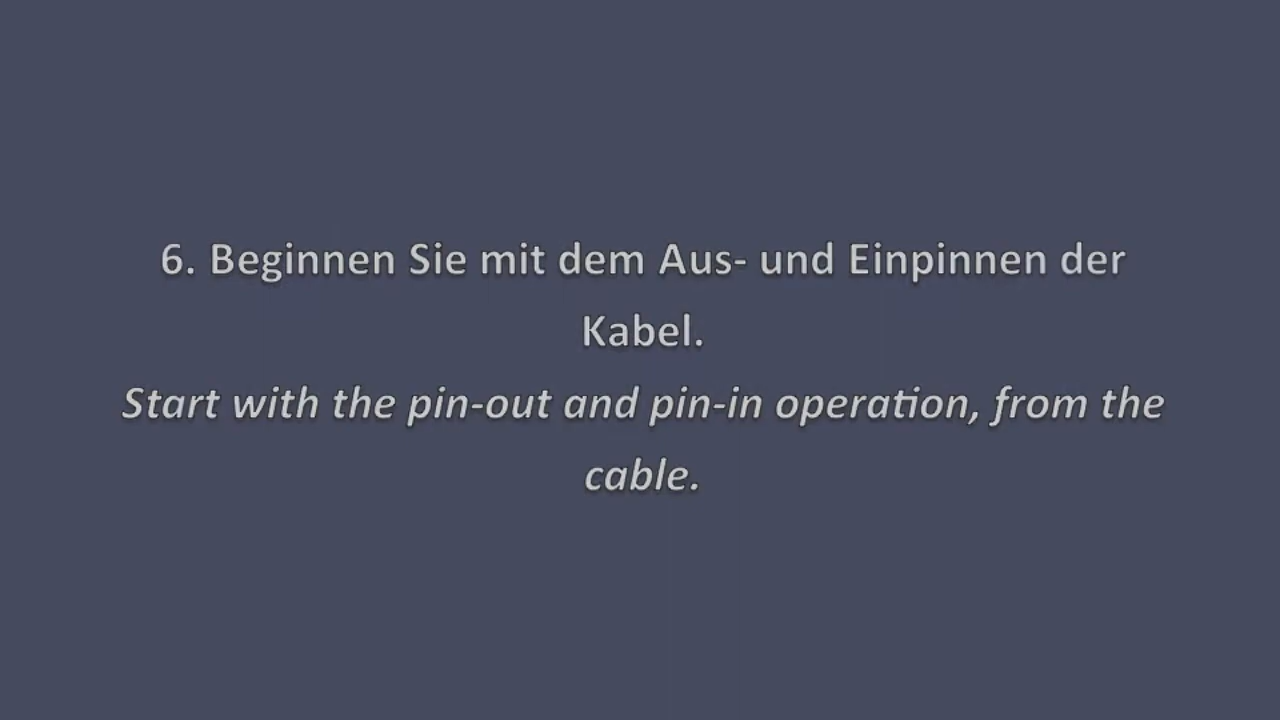 6. Beginnen Sie mit dem Aus- und Einpinnen der
Kabel.
Start with the pin-out and pin-in operation, from the
cable.